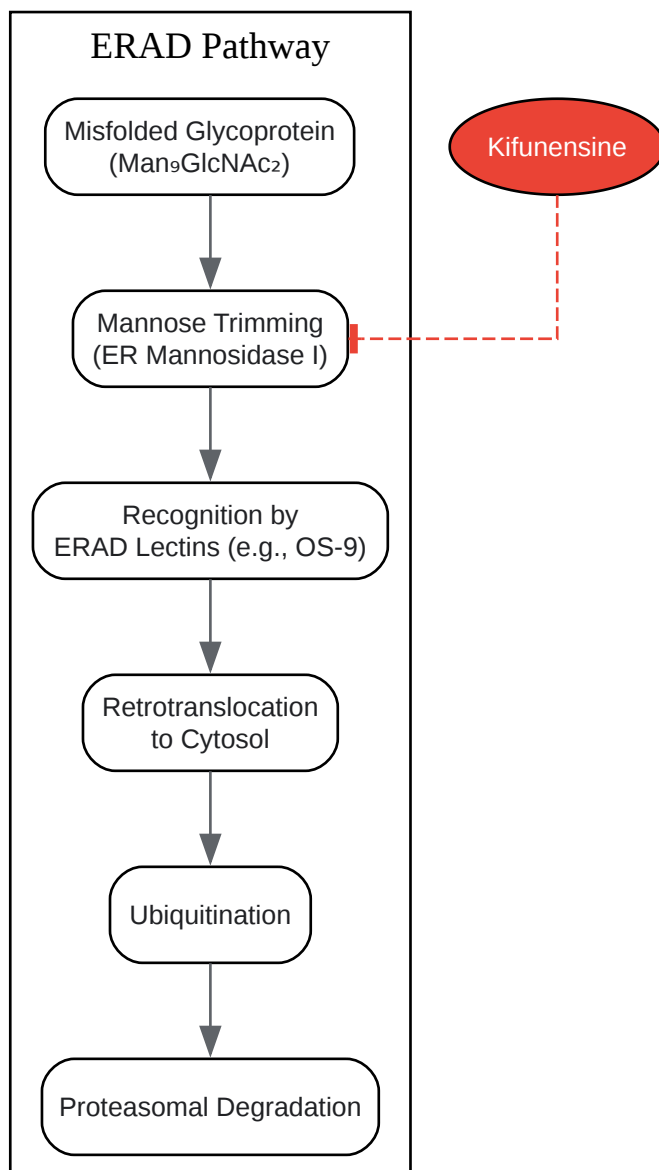 ERAD Pathway
Misfolded Glycoprotein
(Man₉GlcNAc₂)
Kifunensine
Mannose Trimming
(ER Mannosidase I)
Recognition by
ERAD Lectins (e.g., OS-9)
Retrotranslocation
to Cytosol
Ubiquitination
Proteasomal Degradation